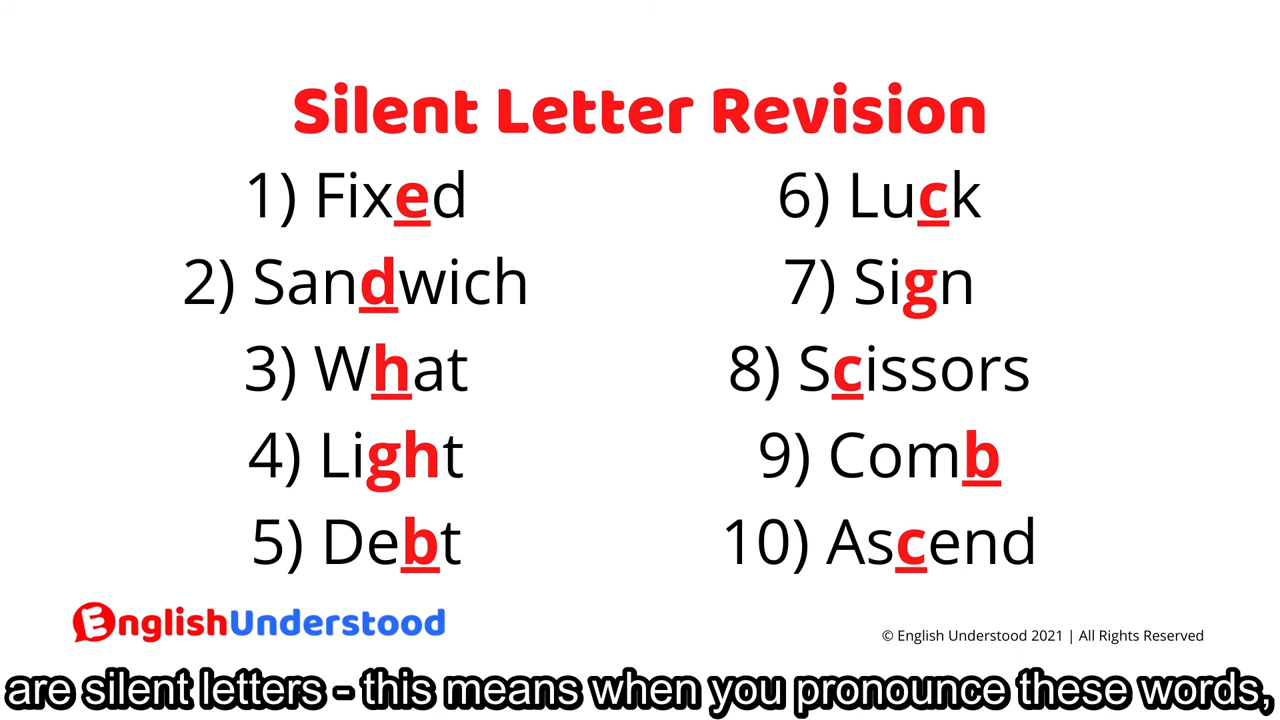 Silent Letter Revision
1) Fixed
2) Sandwich
3) What
4) Light
5) Debt
6) Luck
7) Sign
8) Scissors
9) Comb
10) Ascend
EnglishUnderstood
© English Understood 2021 | All Rights Reserved
are silent letters - this means when you pronounce these words,